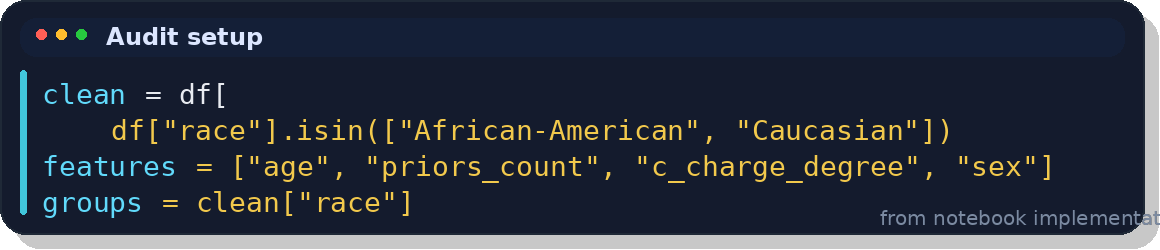 Audit setup
clean = df[
    df["race"].isin(["African-American", "Caucasian"])
features = ["age", "priors_count", "c_charge_degree", "sex"]
groups = clean["race"]
from notebook implementat